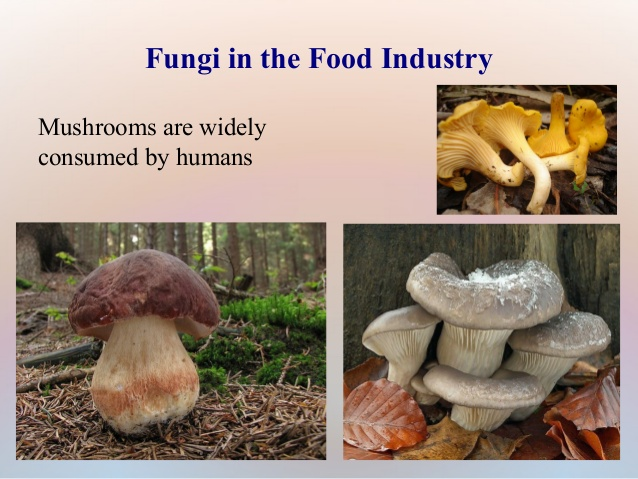 Fungi in the Food Industry
Mushrooms are widely
consumed by humans